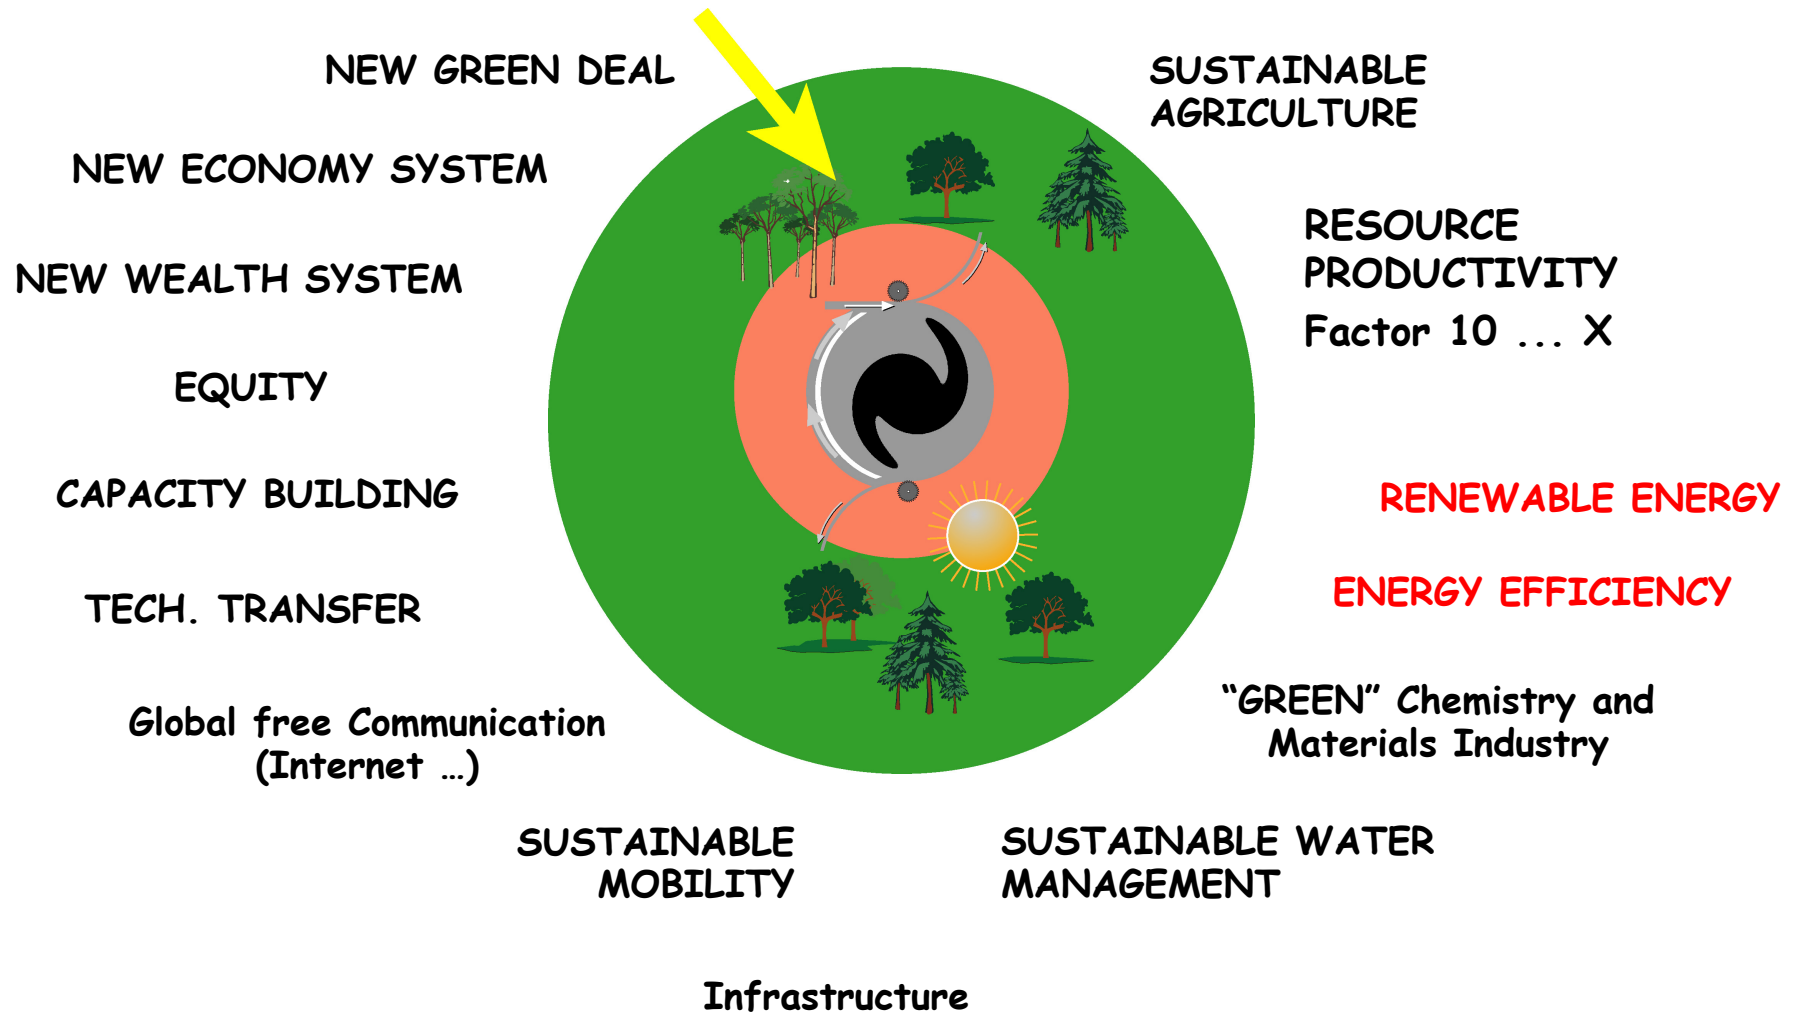 NEW GREEN DEAL
SUSTAINABLE
AGRICULTURE
NEW ECONOMY SYSTEM
RESOURCE
PRODUCTIVITY
Factor 10 ... X
NEW WEALTH SYSTEM
EQUITY
CAPACITY BUILDING
RENEWABLE ENERGY
ENERGY EFFICIENCY
TECH. TRANSFER
“GREEN” Chemistry and
Materials Industry
Global free Communication
(Internet …)
SUSTAINABLE
MOBILITY
SUSTAINABLE WATER
MANAGEMENT
Infrastructure